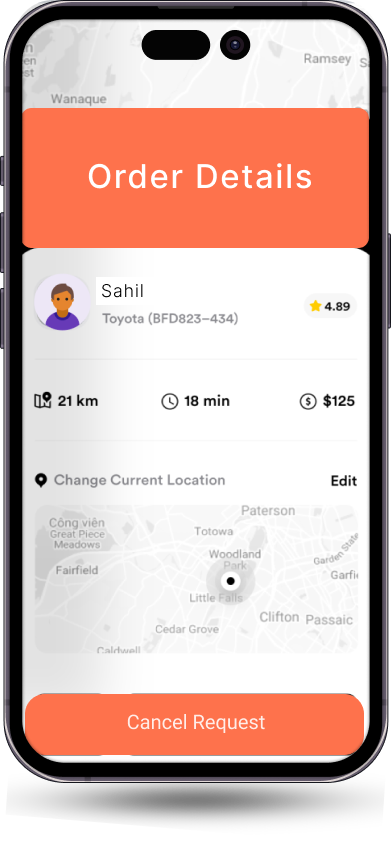 Ramsey
Wanaque
Order Details
Sahil
Toyota (BFD823–434)
4.89
21 km
18 min
$125
Change Current Location
Edit
Paterson
Công viên
Great Piece
Meadows
Totowa
Woodland
Park
Garden State
Fairfield
Garfi
Little Falls
Clifton
Passaic
Cedar Grove
Caldwell
Cancel Request